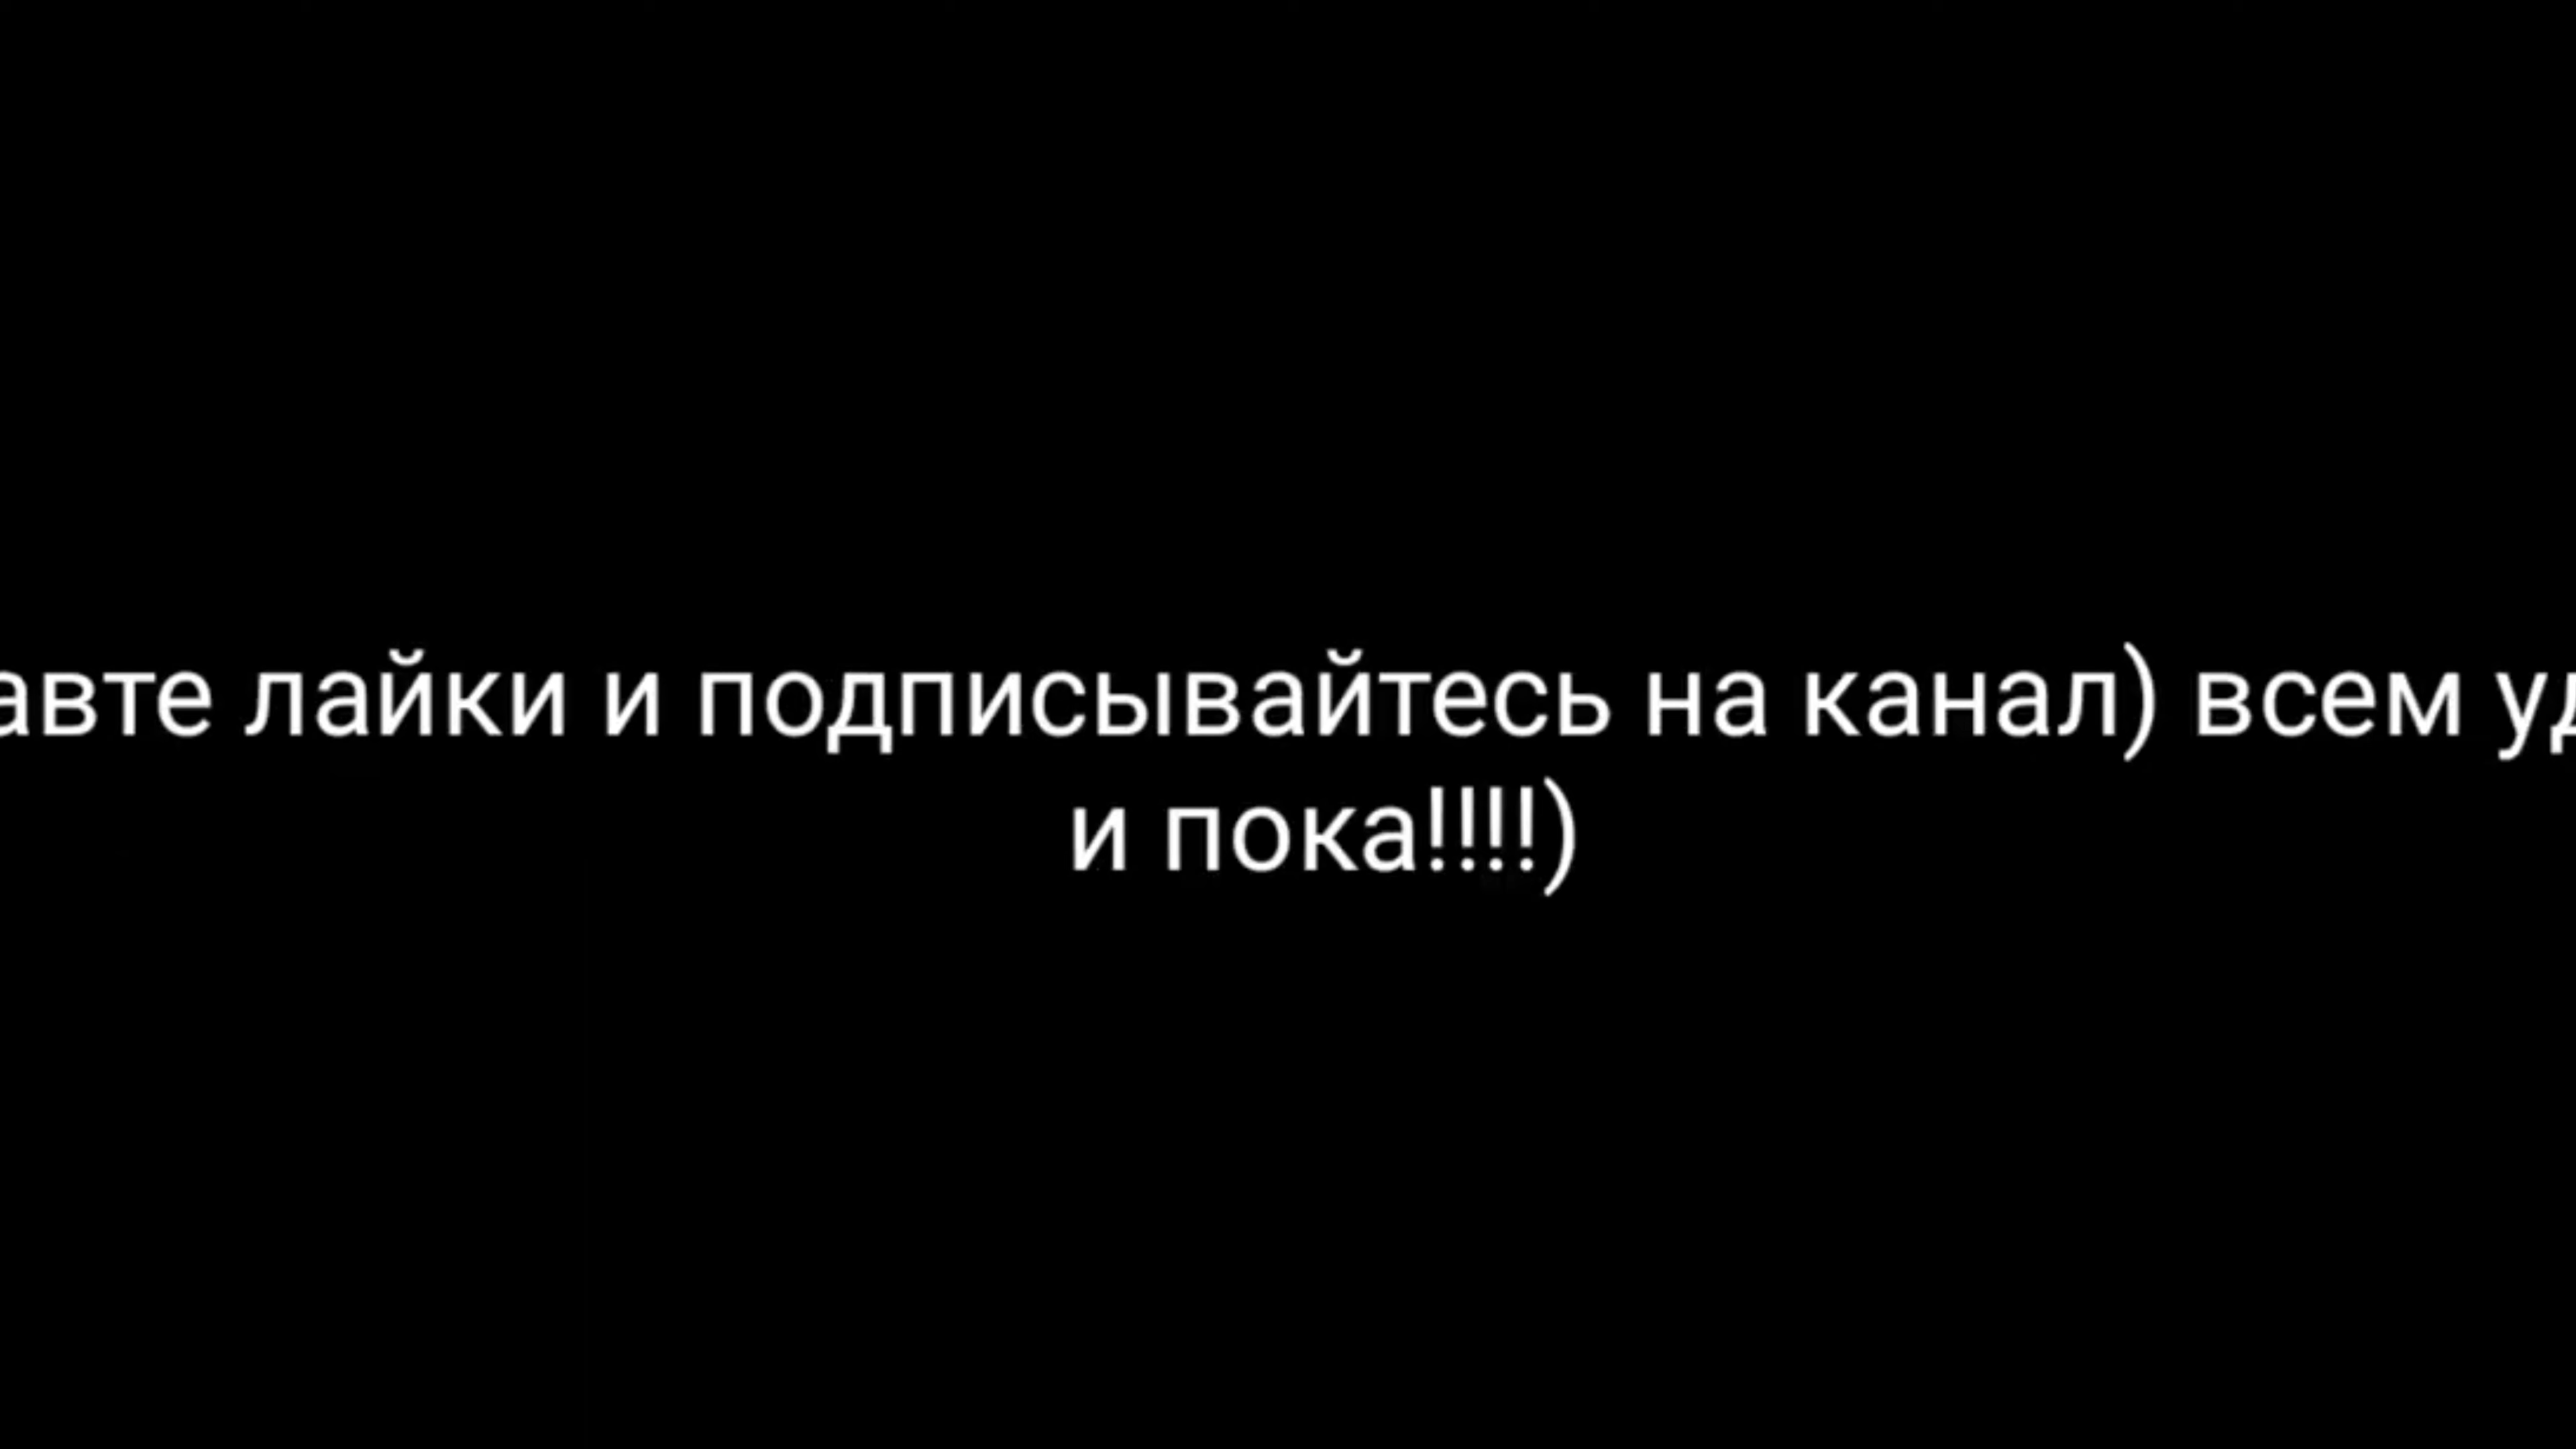 авте лайки и подписывайтесь на канал) всем уд
и пока!!!!)